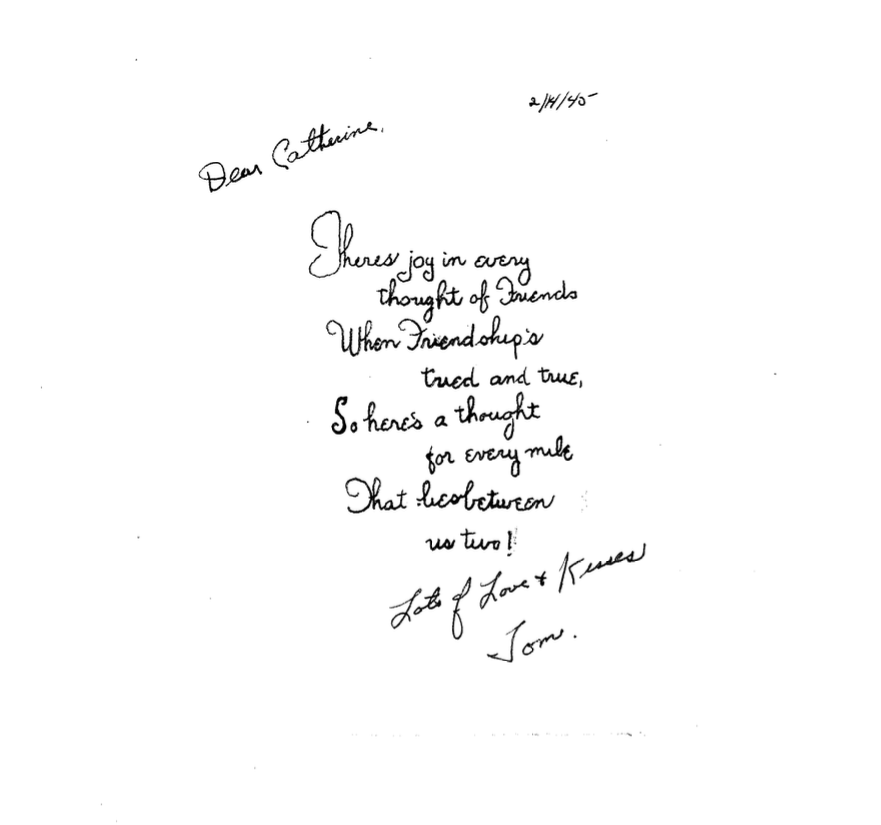 2/14/45
Dear Catherine,
There's joy in every
thought of Friends
When Friendship's
tried and true,
So here's a thought
for every mile
That lies between
us two!
Lots of Love & Kisses
Tom.